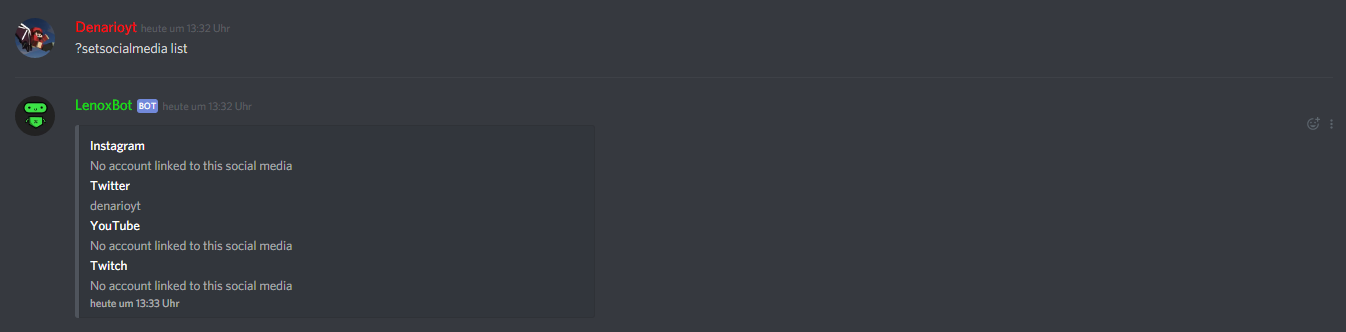 Denarioyt heute um 13:32 Uhr
?setsocialmedia list
LenoxBot BOT heute um 13:32 Uhr
Instagram
No account linked to this social media
Twitter
denarioyt
YouTube
No account linked to this social media
Twitch
No account linked to this social media
heute um 13:33 Uhr